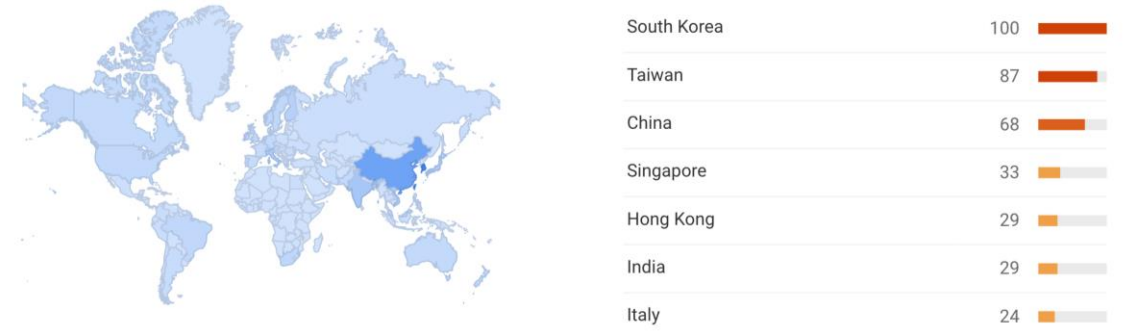 South Korea 100
Taiwan 87
China 68
Singapore 33
Hong Kong 29
India 29
Italy 24